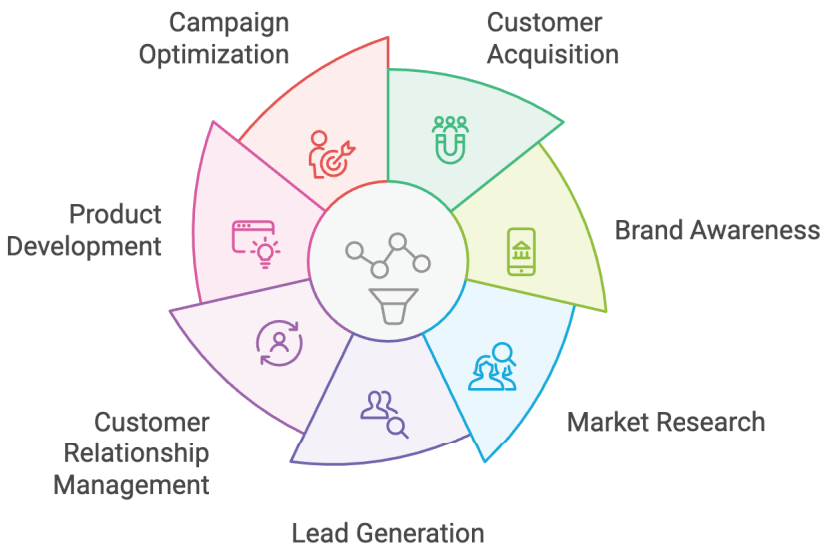 Campaign
Optimization
Customer
Acquisition
Brand Awareness
Market Research
Lead Generation
Customer
Relationship
Management
Product
Development